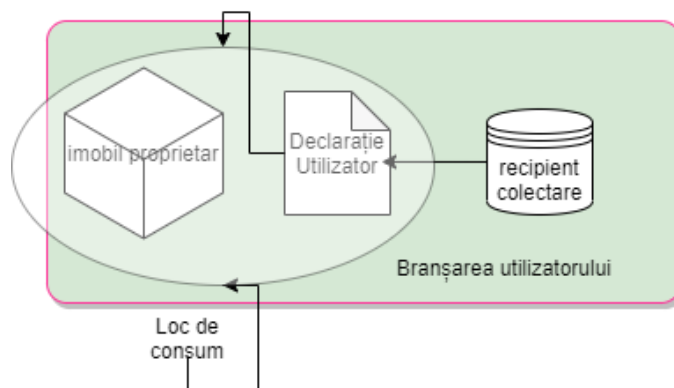 imobil proprietar
Declarație
Utilizator
recipient
colectare
Branșarea utilizatorului
Loc de
consum